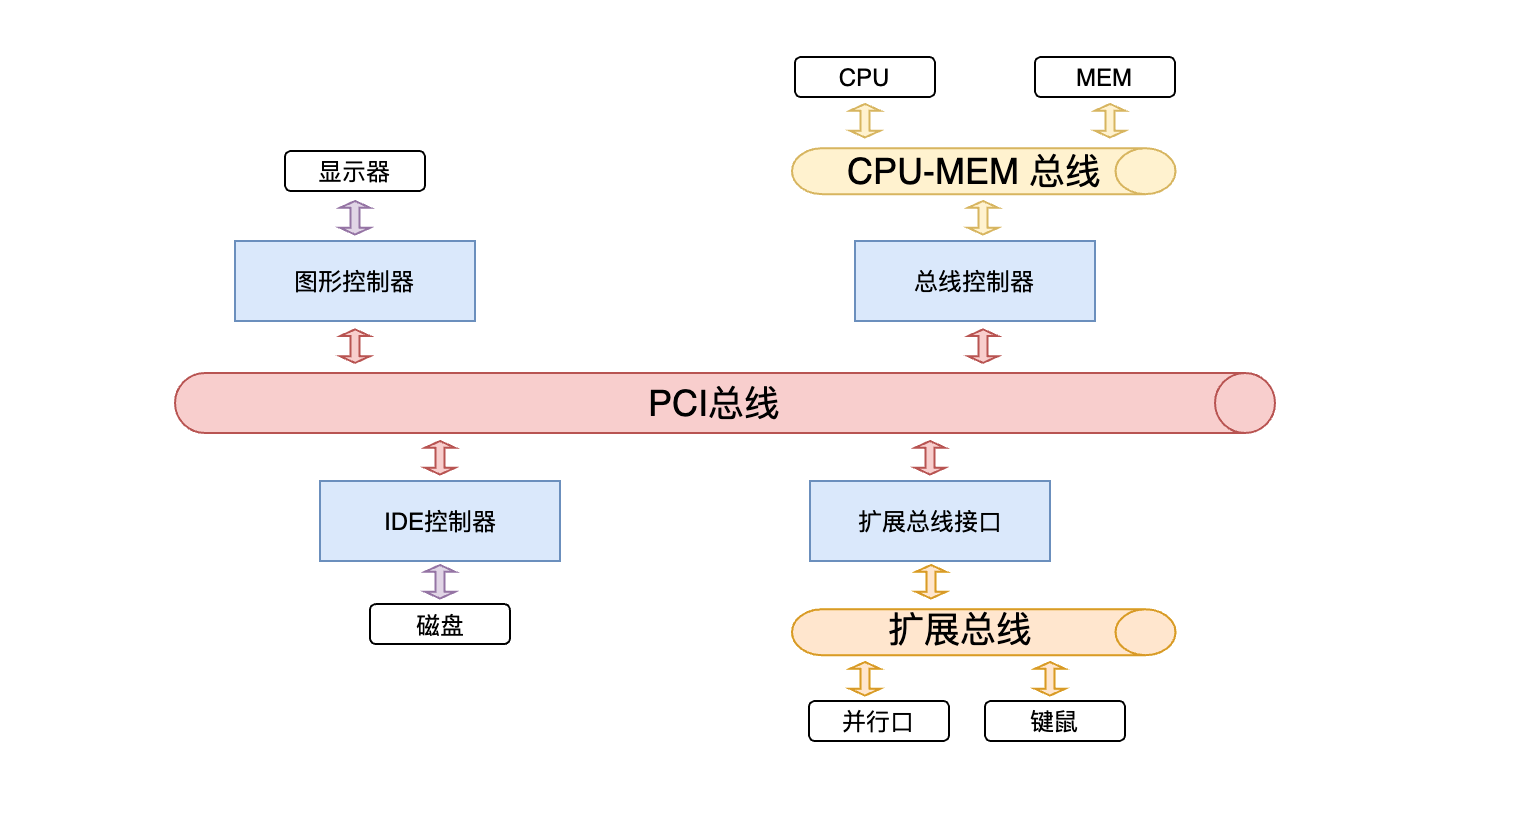 CPU
MEM
显示器
CPU-MEM 总线
图形控制器
总线控制器
PCI总线
IDE控制器
扩展总线接口
磁盘
扩展总线
并行口
键鼠